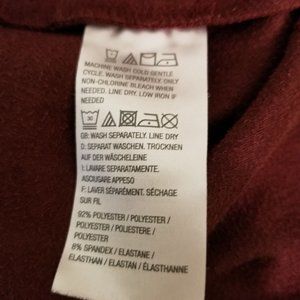 MACHINE WASH COLD GENTLE
CYCLE. WASH SEPARATELY. ONLY
NON-CHLORINE BLEACH WHEN
NEEDED. LINE DRY. LOW IRON IF
NEEDED
30
GB: WASH SEPARATELY. LINE DRY
D: SEPARAT WASCHEN. TROCKNEN
AUF DER WÄSCHELEINE
I: LAVARE SEPARATAMENTE.
ASCIUGARE APPESO
F: LAVER SÉPARÉMENT. SÉCHAGE
SUR FIL
92% POLYESTER / POLYESTER /
POLYESTER / POLIESTERE /
POLYESTER
8% SPANDEX / ELASTANE /
ELASTHAN / ELASTAN / ÉLASTHANNE